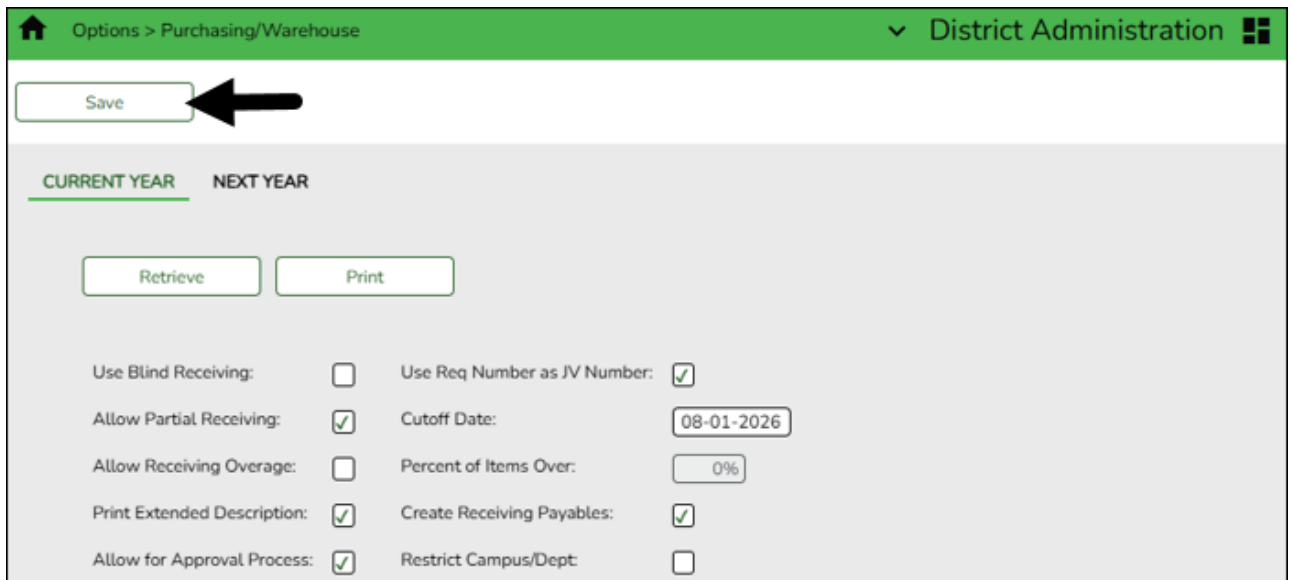 Options > Purchasing/Warehouse District Administration
Save
CURRENT YEAR NEXT YEAR
Retrieve Print
Use Blind Receiving: Use Req Number as JV Number:
Allow Partial Receiving: Cutoff Date: 08-01-2026
Allow Receiving Overage: Percent of Items Over: 0%
Print Extended Description: Create Receiving Payables:
Allow for Approval Process: Restrict Campus/Dept: